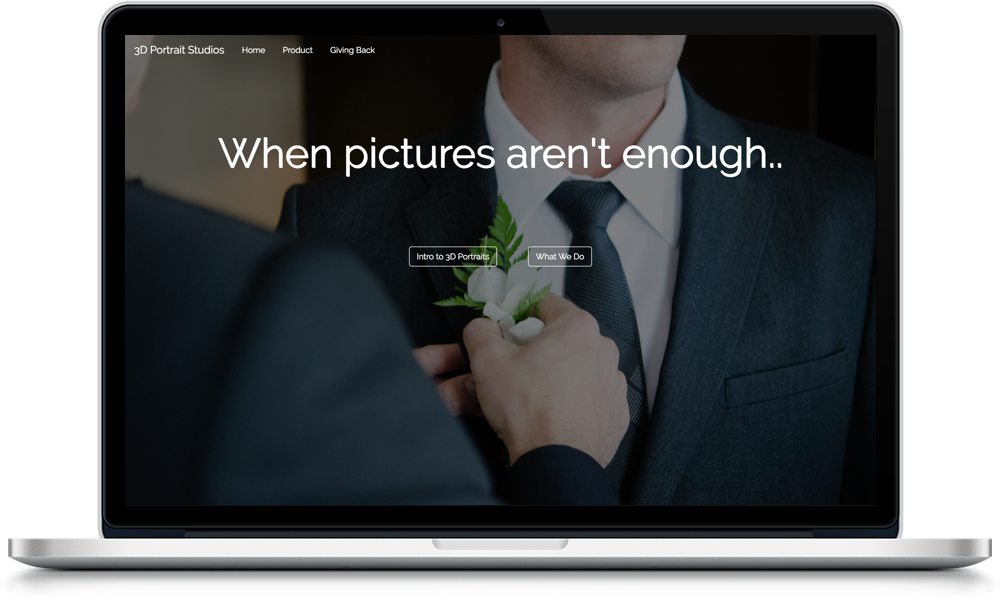 3D Portrait Studios Home Product Giving Back
When pictures aren't enough..
Intro to 3D Portraits What We Do